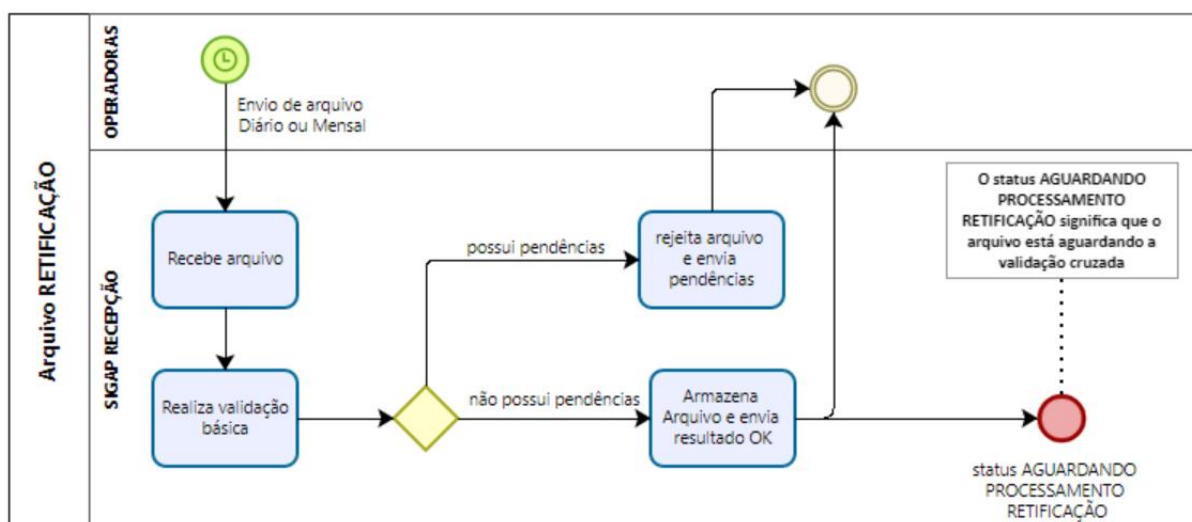 Arquivo RETIFICAÇÃO
OPERADORAS
Envio de arquivo
Diário ou Mensal
SIGAP RECEPÇÃO
Recebe arquivo
Realiza validação
básica
possui pendências
rejeita arquivo
e envia
pendências
não possui pendências
Armazena
Arquivo e envia
resultado OK
O status AGUARDANDO
PROCESSAMENTO
RETIFICAÇÃO significa que o
arquivo está aguardando a
validação cruzada
status AGUARDANDO
PROCESSAMENTO
RETIFICAÇÃO